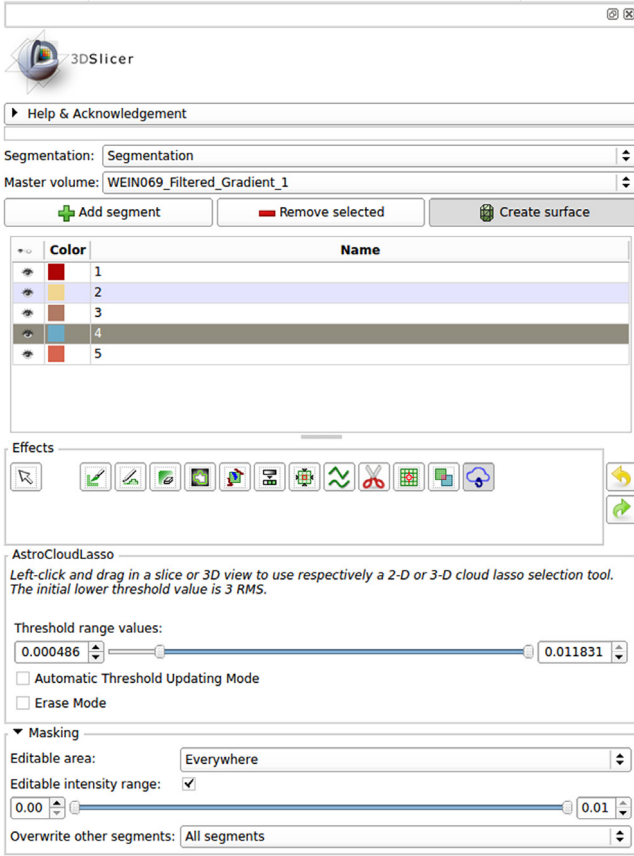 3DSlicer
Help & Acknowledgement
Segmentation: Segmentation
Master volume: WEIN069_Filtered_Gradient_1
Add segment Remove selected Create surface
Color Name
1
2
3
4
5
Effects
AstroCloudLasso
Left-click and drag in a slice or 3D view to use respectively a 2-D or 3-D cloud lasso selection tool.
The initial lower threshold value is 3 RMS.
Threshold range values:
0.000486 0.011831
Automatic Threshold Updating Mode
Erase Mode
Masking
Editable area: Everywhere
Editable intensity range:
0.00 0.01
Overwrite other segments: All segments